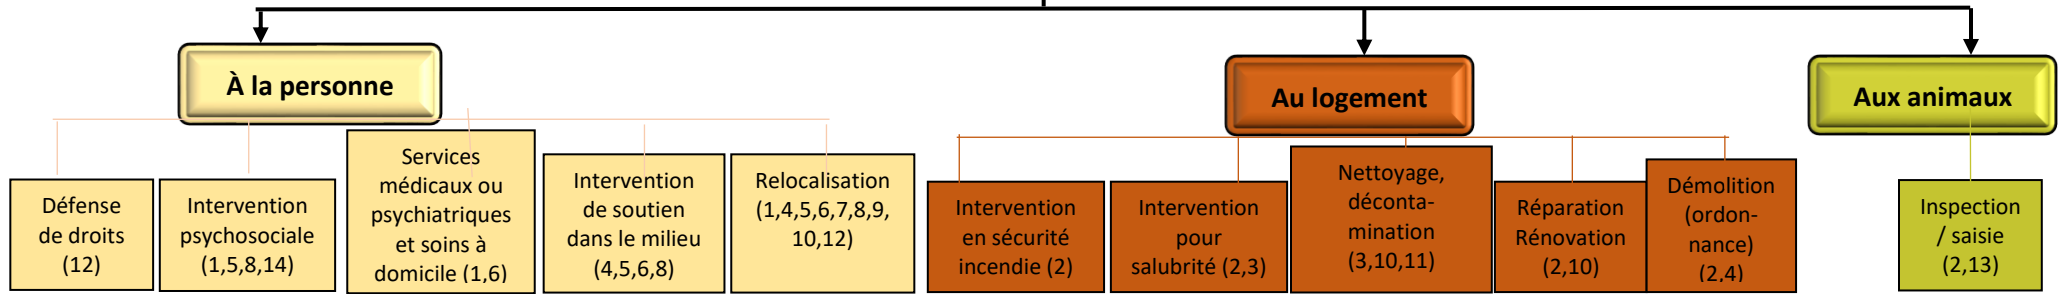 À la personne
Au logement
Aux animaux
Défense
de droits
(12)
Intervention
psychosociale
(1,5,8,14)
Services
médicaux ou
psychiatriques
et soins à
domicile (1,6)
Intervention
de soutien
dans le milieu
(4,5,6,8)
Relocalisation
(1,4,5,6,7,8,9,
10,12)
Intervention
en sécurité
incendie (2)
Intervention
pour
salubrité (2,3)
Nettoyage,
déconta-
mination
(3,10,11)
Réparation
Rénovation
(2,10)
Démolition
(ordon-
nance)
(2,4)
Inspection
/ saisie
(2,13)